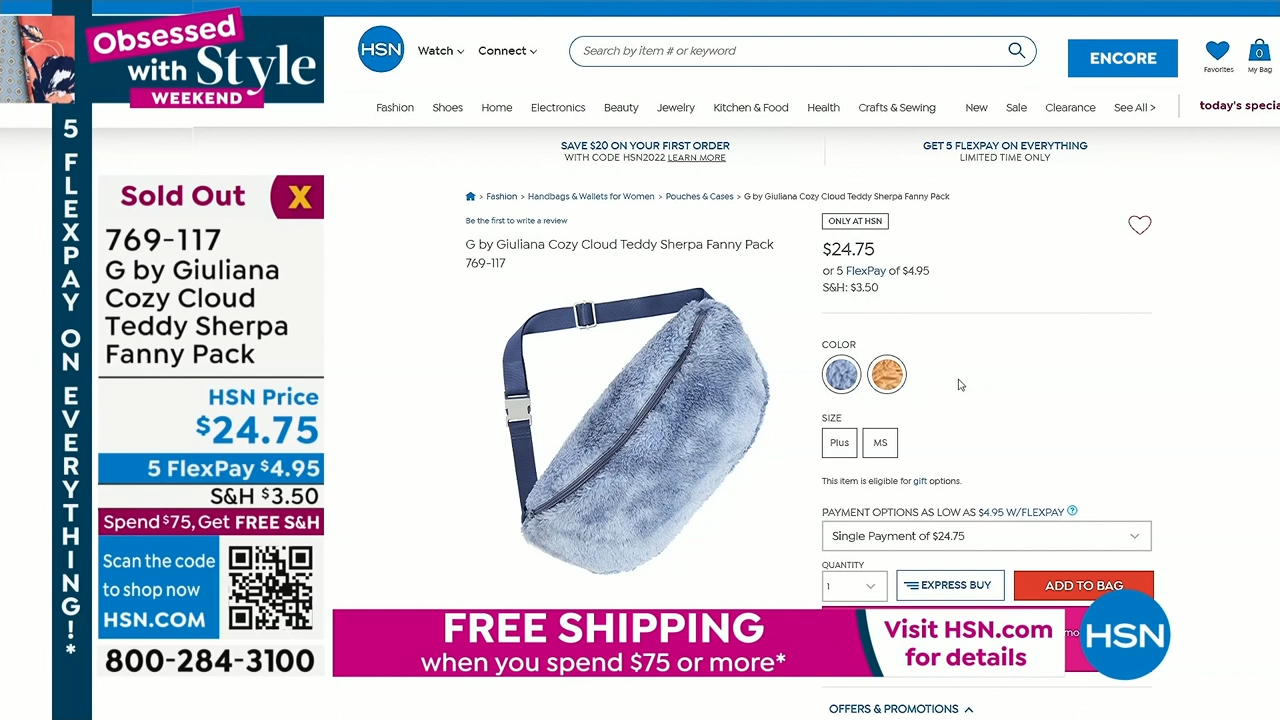 Obsessed
with Style
WEEKEND
5 FLEXPAY ON EVERYTHING!*
Sold Out X
769-117
G by Giuliana
Cozy Cloud
Teddy Sherpa
Fanny Pack
HSN Price
$24.75
5 FlexPay $4.95
S&H $3.50
Spend $75, Get FREE S&H
Scan the code
to shop now
HSN.COM
800-284-3100
HSN
Watch
Connect
Search by item # or keyword
ENCORE
Favorites
0
My Bag
Fashion Shoes Home Electronics Beauty Jewelry Kitchen & Food Health Crafts & Sewing New Sale Clearance See All >
today's specia
SAVE $20 ON YOUR FIRST ORDER
WITH CODE HSN2022 LEARN MORE
GET 5 FLEXPAY ON EVERYTHING
LIMITED TIME ONLY
> Fashion > Handbags & Wallets for Women > Pouches & Cases > G by Giuliana Cozy Cloud Teddy Sherpa Fanny Pack
Be the first to write a review
G by Giuliana Cozy Cloud Teddy Sherpa Fanny Pack
769-117
ONLY AT HSN
$24.75
or 5 FlexPay of $4.95
S&H: $3.50
COLOR
SIZE
Plus MS
This item is eligible for gift options.
PAYMENT OPTIONS AS LOW AS $4.95 W/FLEXPAY ?
Single Payment of $24.75
QUANTITY
1
EXPRESS BUY
ADD TO BAG
FREE SHIPPING
when you spend $75 or more*
Visit HSN.com
for details
mo
HSN
OFFERS & PROMOTIONS